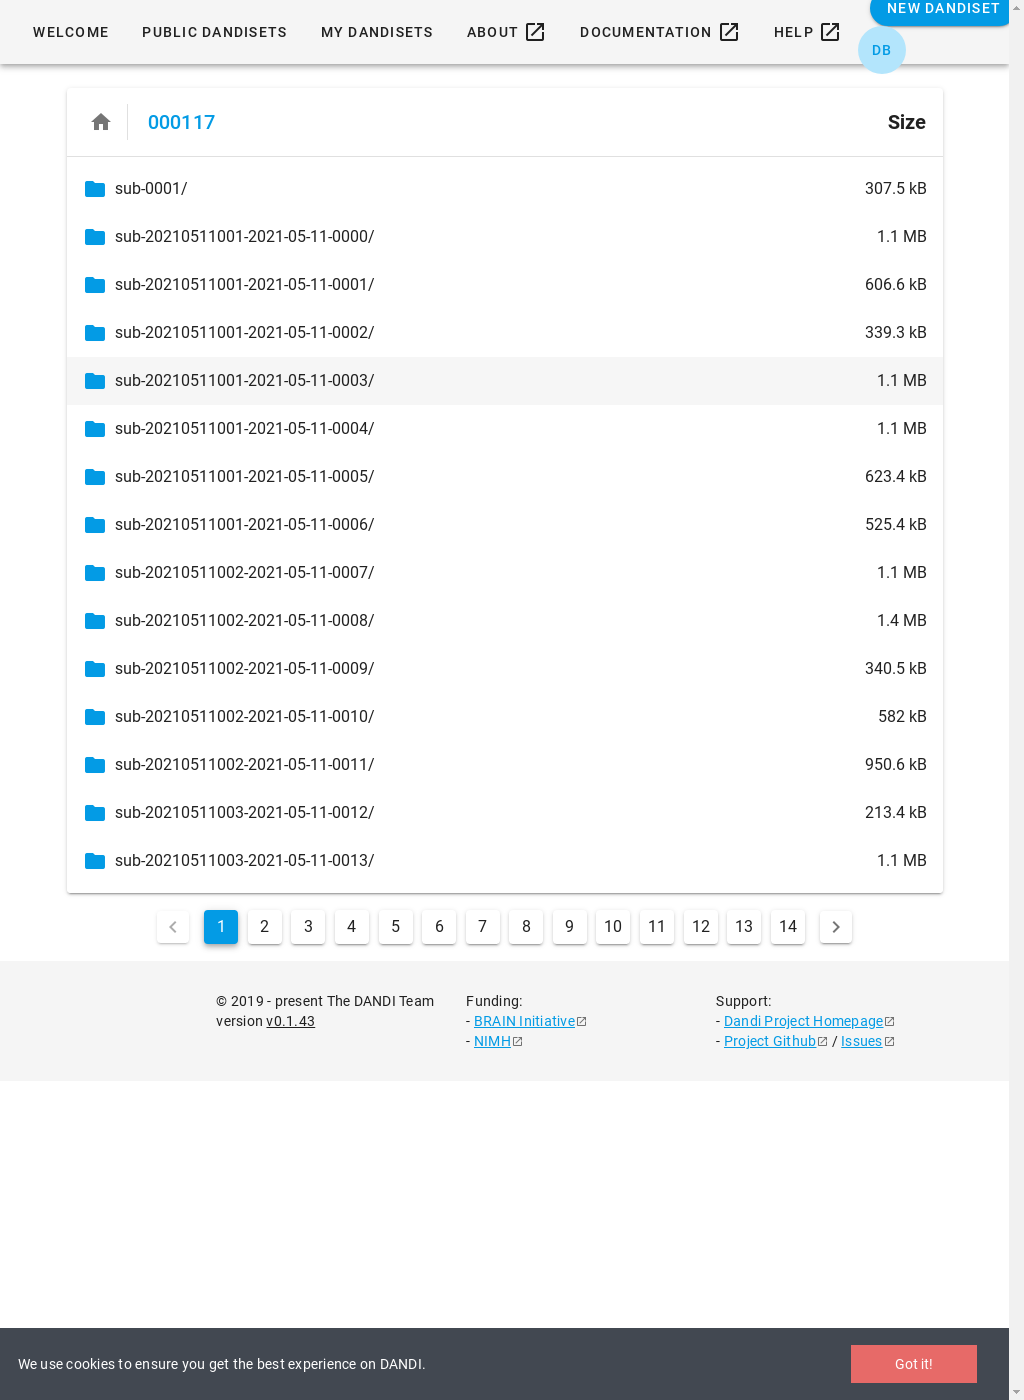 WELCOME PUBLIC DANDISETS MY DANDISETS ABOUT DOCUMENTATION HELP NEW DANDISET
DB
000117 Size
sub-0001/ 307.5 kB
sub-20210511001-2021-05-11-0000/ 1.1 MB
sub-20210511001-2021-05-11-0001/ 606.6 kB
sub-20210511001-2021-05-11-0002/ 339.3 kB
sub-20210511001-2021-05-11-0003/ 1.1 MB
sub-20210511001-2021-05-11-0004/ 1.1 MB
sub-20210511001-2021-05-11-0005/ 623.4 kB
sub-20210511001-2021-05-11-0006/ 525.4 kB
sub-20210511002-2021-05-11-0007/ 1.1 MB
sub-20210511002-2021-05-11-0008/ 1.4 MB
sub-20210511002-2021-05-11-0009/ 340.5 kB
sub-20210511002-2021-05-11-0010/ 582 kB
sub-20210511002-2021-05-11-0011/ 950.6 kB
sub-20210511003-2021-05-11-0012/ 213.4 kB
sub-20210511003-2021-05-11-0013/ 1.1 MB
1 2 3 4 5 6 7 8 9 10 11 12 13 14
© 2019 - present The DANDI Team
version v0.1.43
Funding:
- BRAIN Initiative
- NIMH
Support:
- Dandi Project Homepage
- Project Github / Issues
We use cookies to ensure you get the best experience on DANDI. Got it!